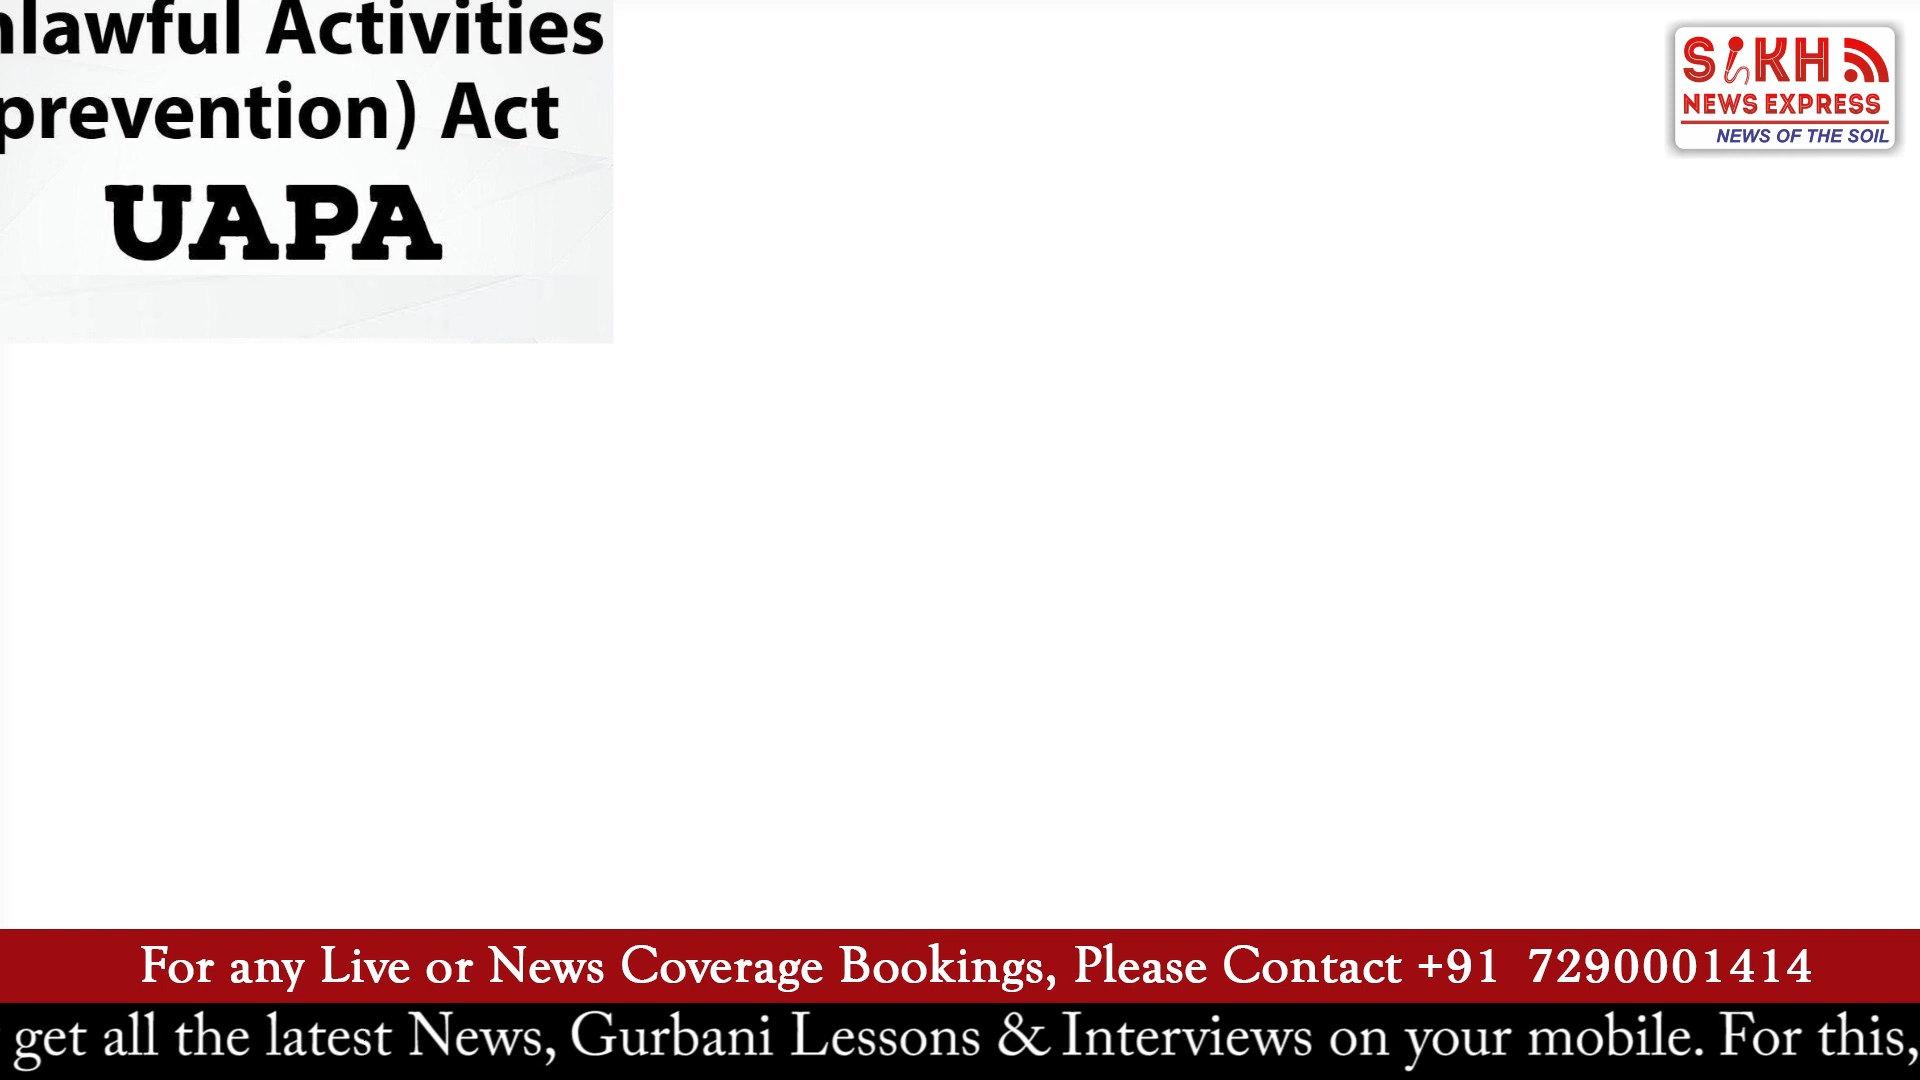 nlawful Activities
prevention) Act
UAPA
SiKH
NEWS EXPRESS
NEWS OF THE SOIL
For any Live or News Coverage Bookings, Please Contact +91 7290001414
get all the latest News, Gurbani Lessons & Interviews on your mobile. For this,